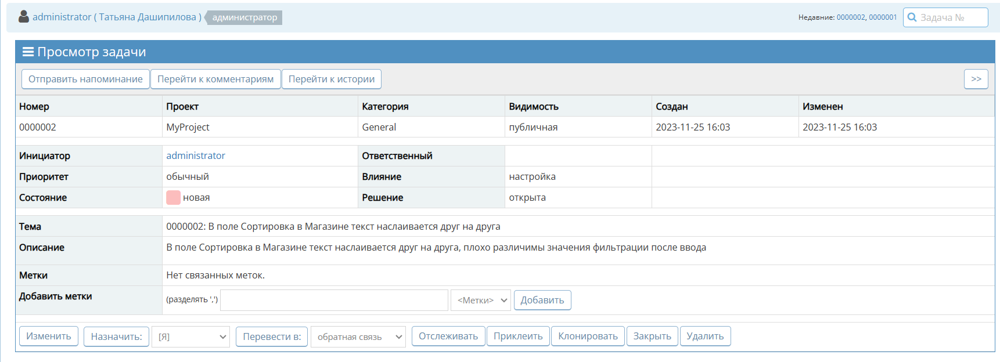 administrator ( Татьяна Дашипилова ) администратор Недавние: 0000002, 0000001 Задача №
Просмотр задачи
Отправить напоминание Перейти к комментариям Перейти к истории >>
Номер Проект Категория Видимость Создан Изменен
0000002 MyProject General публичная 2023-11-25 16:03 2023-11-25 16:03
Инициатор administrator Ответственный
Приоритет обычный Влияние настройка
Состояние новая Решение открыта
Тема 0000002: В поле Сортировка в Магазине текст наслаивается друг на друга
Описание В поле Сортировка в Магазине текст наслаивается друг на друга, плохо различимы значения фильтрации после ввода
Метки Нет связанных меток.
Добавить метки (разделять ',') <Метки> Добавить
Изменить Назначить: [Я] Перевести в: обратная связь Отслеживать Приклеить Клонировать Закрыть Удалить